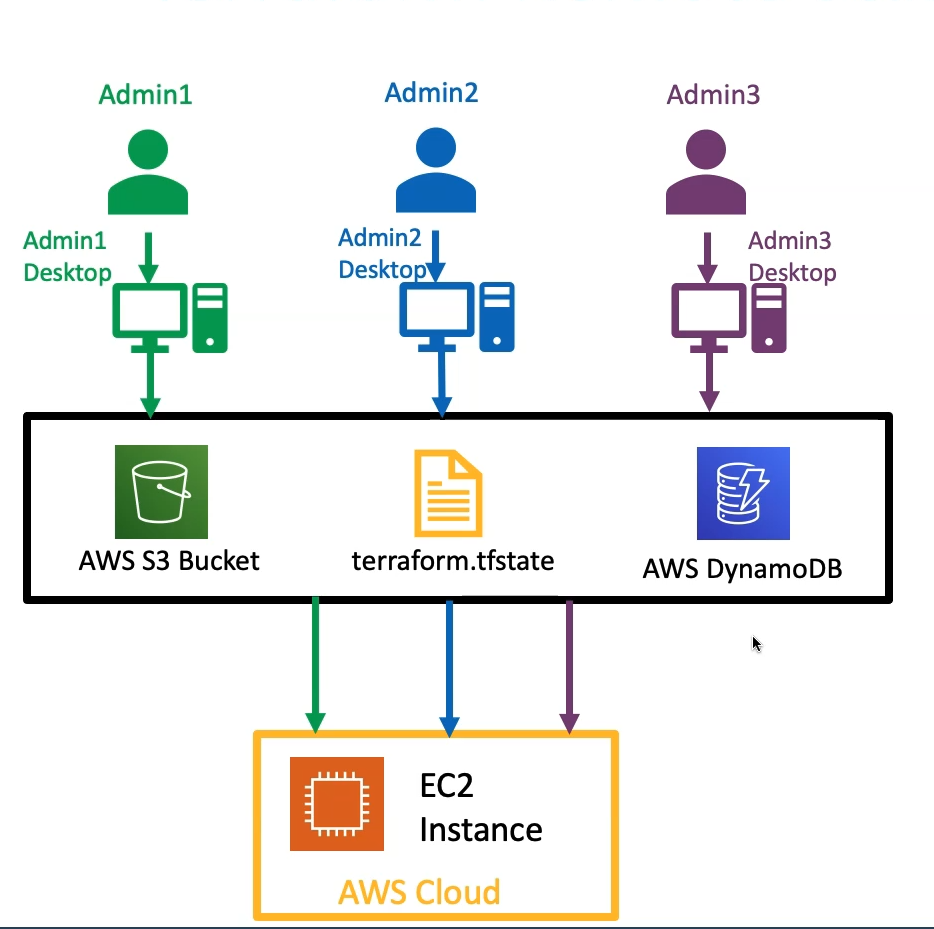 Admin1
Admin2
Admin3
Admin1
Desktop
Admin2
Desktop
Admin3
Desktop
AWS S3 Bucket
terraform.tfstate
AWS DynamoDB
EC2
Instance
AWS Cloud